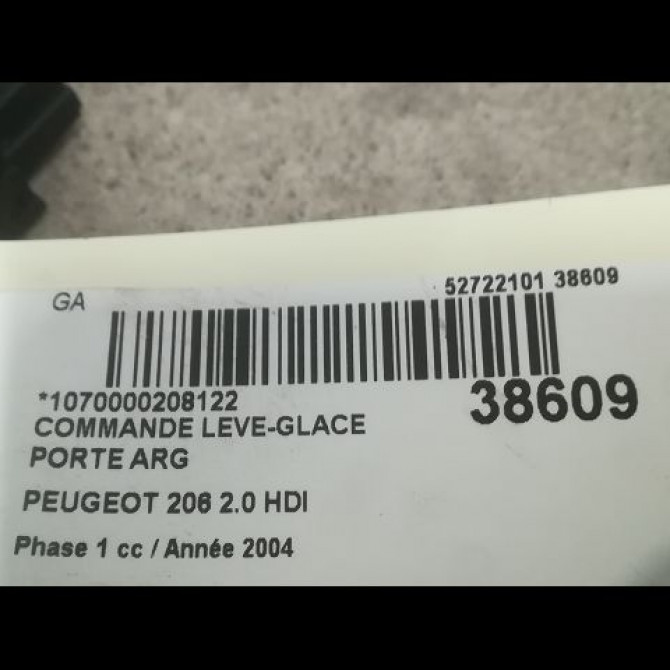 GA
52722101 38609
*1070000208122
38609
COMMANDE LEVE-GLACE
PORTE ARG
PEUGEOT 206 2.0 HDI
Phase 1 cc / Année 2004